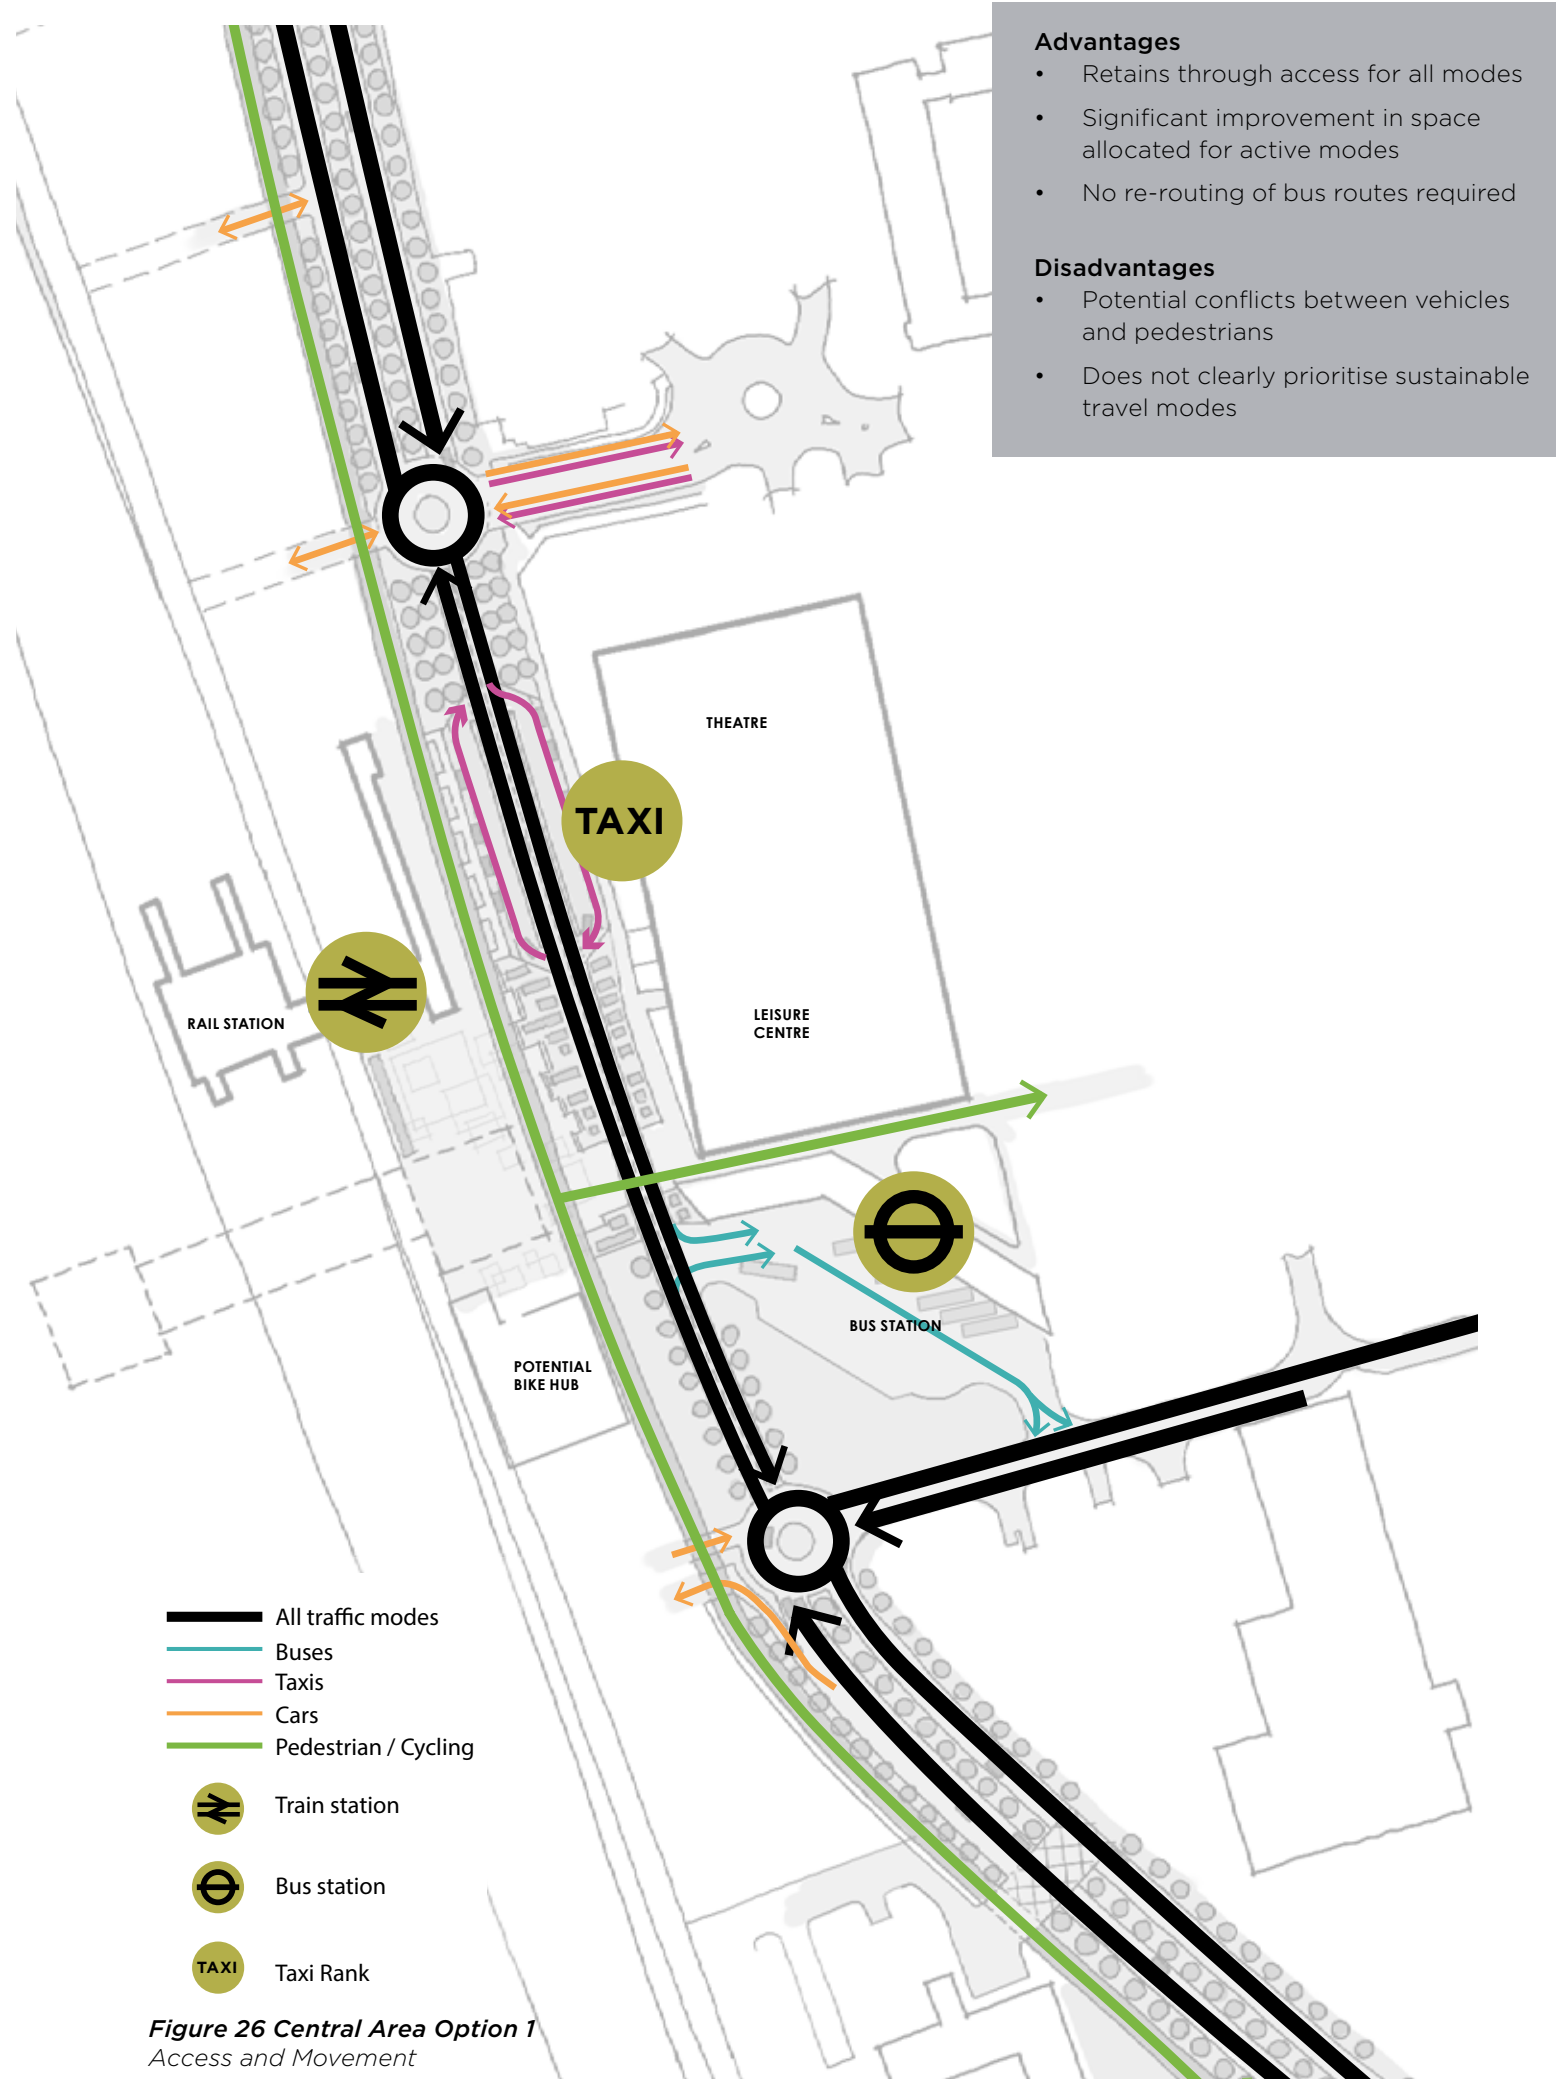 Advantages
• Retains through access for all modes
• Significant improvement in space
allocated for active modes
• No re-routing of bus routes required
Disadvantages
• Potential conflicts between vehicles
and pedestrians
• Does not clearly prioritise sustainable
travel modes
THEATRE
TAXI
RAIL STATION
LEISURE
CENTRE
BUS STATION
POTENTIAL
BIKE HUB
All traffic modes
Buses
Taxis
Cars
Pedestrian / Cycling
Train station
Bus station
TAXI Taxi Rank
Figure 26 Central Area Option 1
Access and Movement